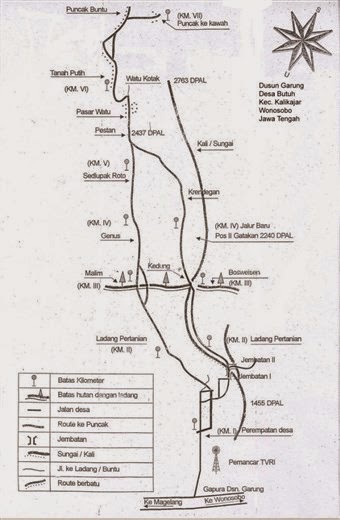 Puncak Buntu
(KM. VII)
Puncak ke kawah
U
Dusun Garung
Desa Butuh
Kec. Kalikajar
Wonosobo
Jawa Tengah
Tanah Putih
(KM. VI)
Watu Kotak
2763 DPAL
Pasar Watu
Pestan
2437 DPAL
Kali / Sungai
(KM. V)
Sedlupak Roto
Krendegan
(KM. IV)
Genus
(KM. IV) Jalur Baru
Pos II Gatakan 2240 DPAL
Kedung
Malim
(KM. III)
Bosweisen
(KM. III)
Ladang Pertanian
(KM. II)
(KM. II) Ladang Pertanian
Jembatan II
Jembatan I
1455 DPAL
(KM. I) Perempatan desa
Pemancar TVRI
Gapura Dsn. Garung
Ke Magelang
Ke Wonosobo
Batas Kilometer
Batas hutan dengan ladang
Jalan desa
Route ke Puncak
Jembatan
Sungai / Kali
Jl. ke Ladang / Buntu
Route berbatu